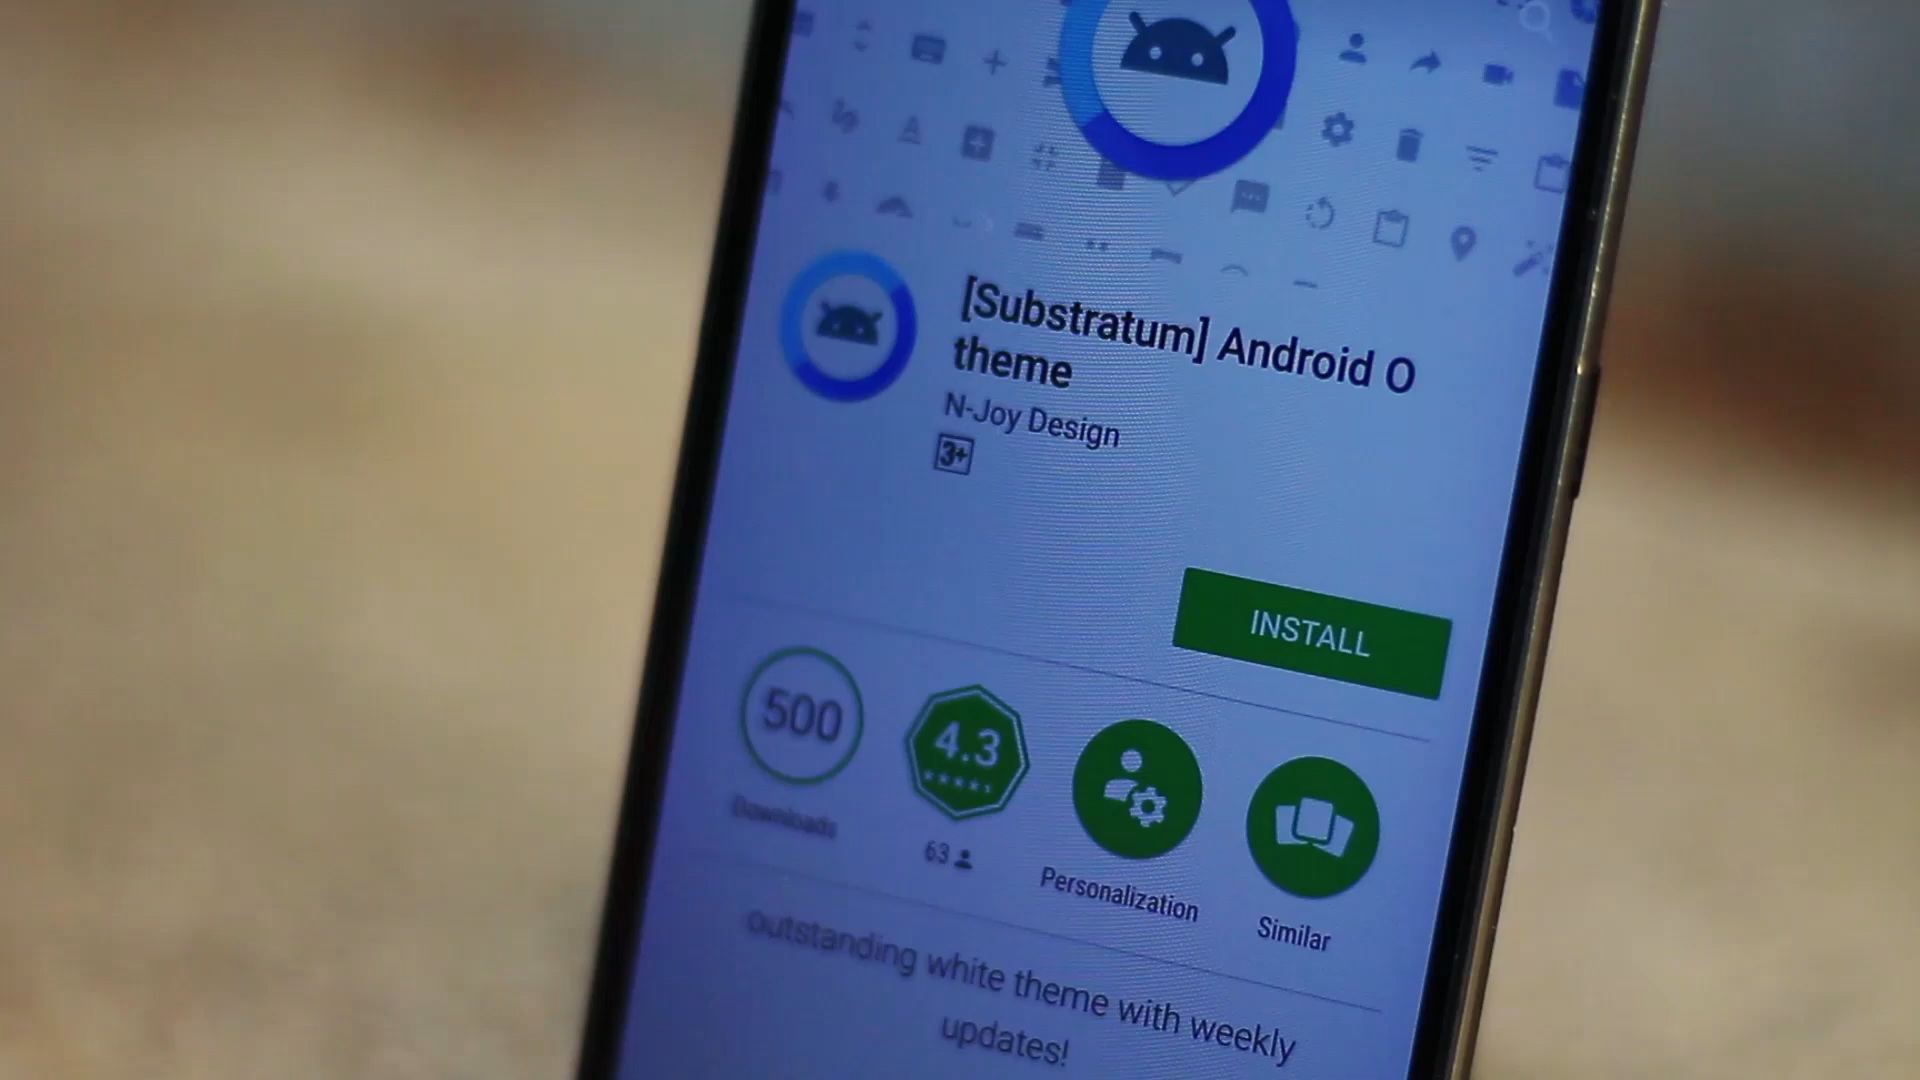 [Substratum] Android O
theme
N-Joy Design
3+
INSTALL
500
4.3
Downloads
63
Personalization
Similar
outstanding white theme with weekly
updates!